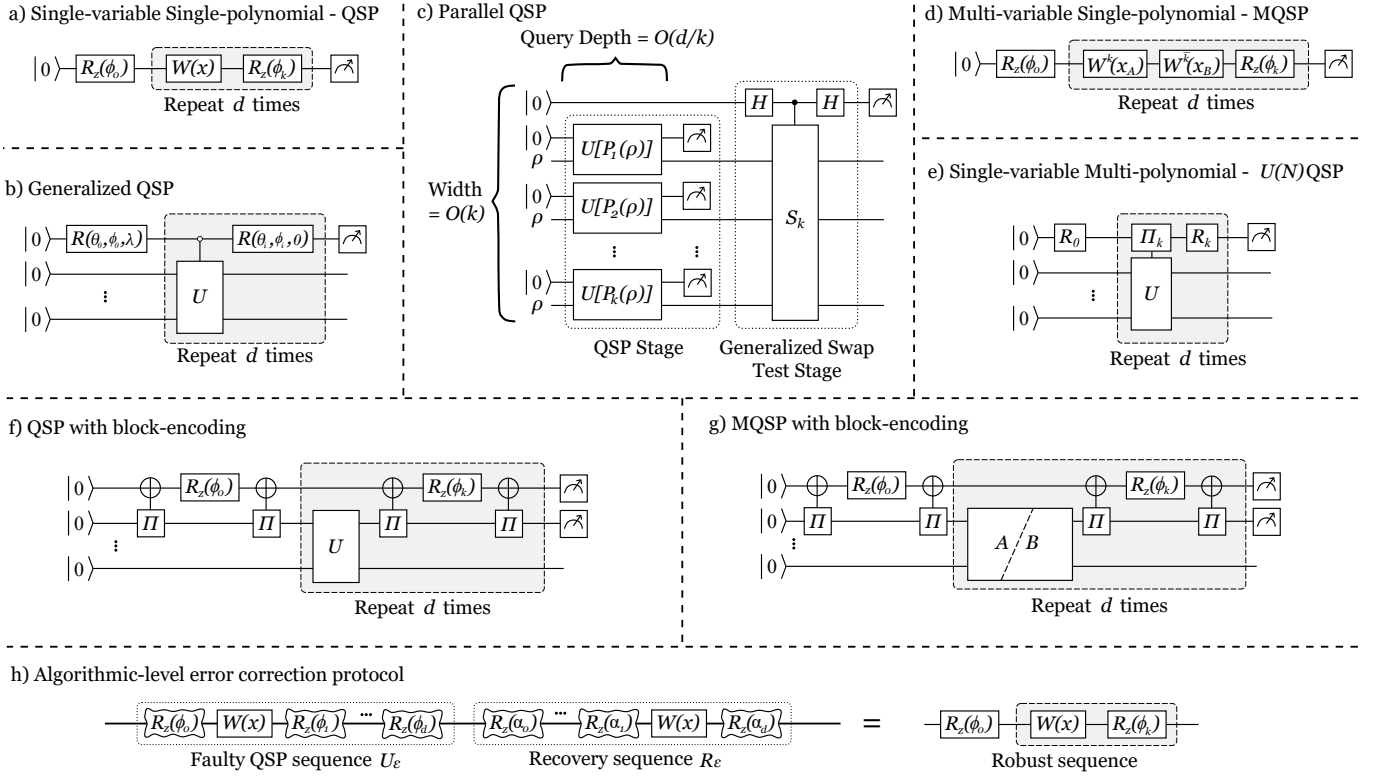 a) Single-variable Single-polynomial - QSP
|0⟩ R_z(ϕ_0) W(x) R_z(ϕ_k)
Repeat d times
b) Generalized QSP
|0⟩ R(θ_0,ϕ_0,λ) R(θ_1,ϕ_1,0)
|0⟩
⋮
U
|0⟩
Repeat d times
c) Parallel QSP
Query Depth = O(d/k)
Width
= O(k)
|0⟩ H H
|0⟩
ρ
U[P_1(ρ)]
|0⟩
ρ
U[P_2(ρ)]
S_k
⋮ ⋮
|0⟩
ρ
U[P_k(ρ)]
QSP Stage
Generalized Swap
Test Stage
d) Multi-variable Single-polynomial - MQSP
|0⟩ R_z(ϕ_0) W^k(x_A) W^k̅(x_B) R_z(ϕ_k)
Repeat d times
e) Single-variable Multi-polynomial - U(N)QSP
|0⟩ R_0 Π_k R_k
|0⟩
⋮
U
|0⟩
Repeat d times
f) QSP with block-encoding
|0⟩ R_z(ϕ_0) R_z(ϕ_k)
|0⟩ Π Π Π Π
⋮
U
|0⟩
Repeat d times
g) MQSP with block-encoding
|0⟩ R_z(ϕ_0) R_z(ϕ_k)
|0⟩ Π Π Π Π
⋮
A B
|0⟩
Repeat d times
h) Algorithmic-level error correction protocol
R_z(ϕ_0) W(x) R_z(ϕ_1) ... R_z(ϕ_d) R_z(α_0) ... R_z(α_1) W(x) R_z(α_d) = R_z(ϕ_0) W(x) R_z(ϕ_k)
Faulty QSP sequence U_ε
Recovery sequence R_ε
Robust sequence